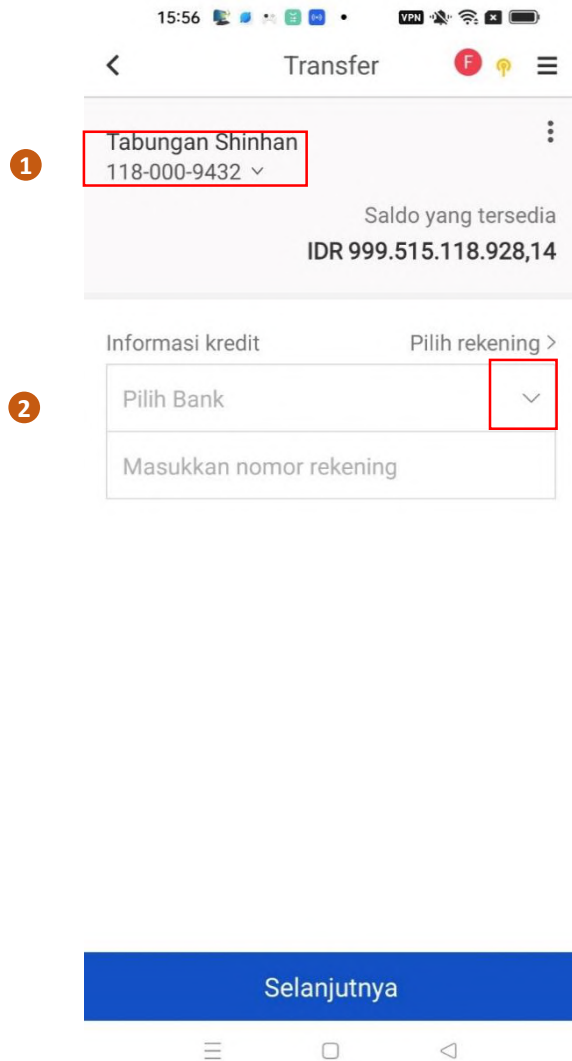 15:56 VPN
Transfer F
1
Tabungan Shinhan
118-000-9432
Saldo yang tersedia
IDR 999.515.118.928,14
Informasi kredit Pilih rekening >
2
Pilih Bank
Masukkan nomor rekening
Selanjutnya